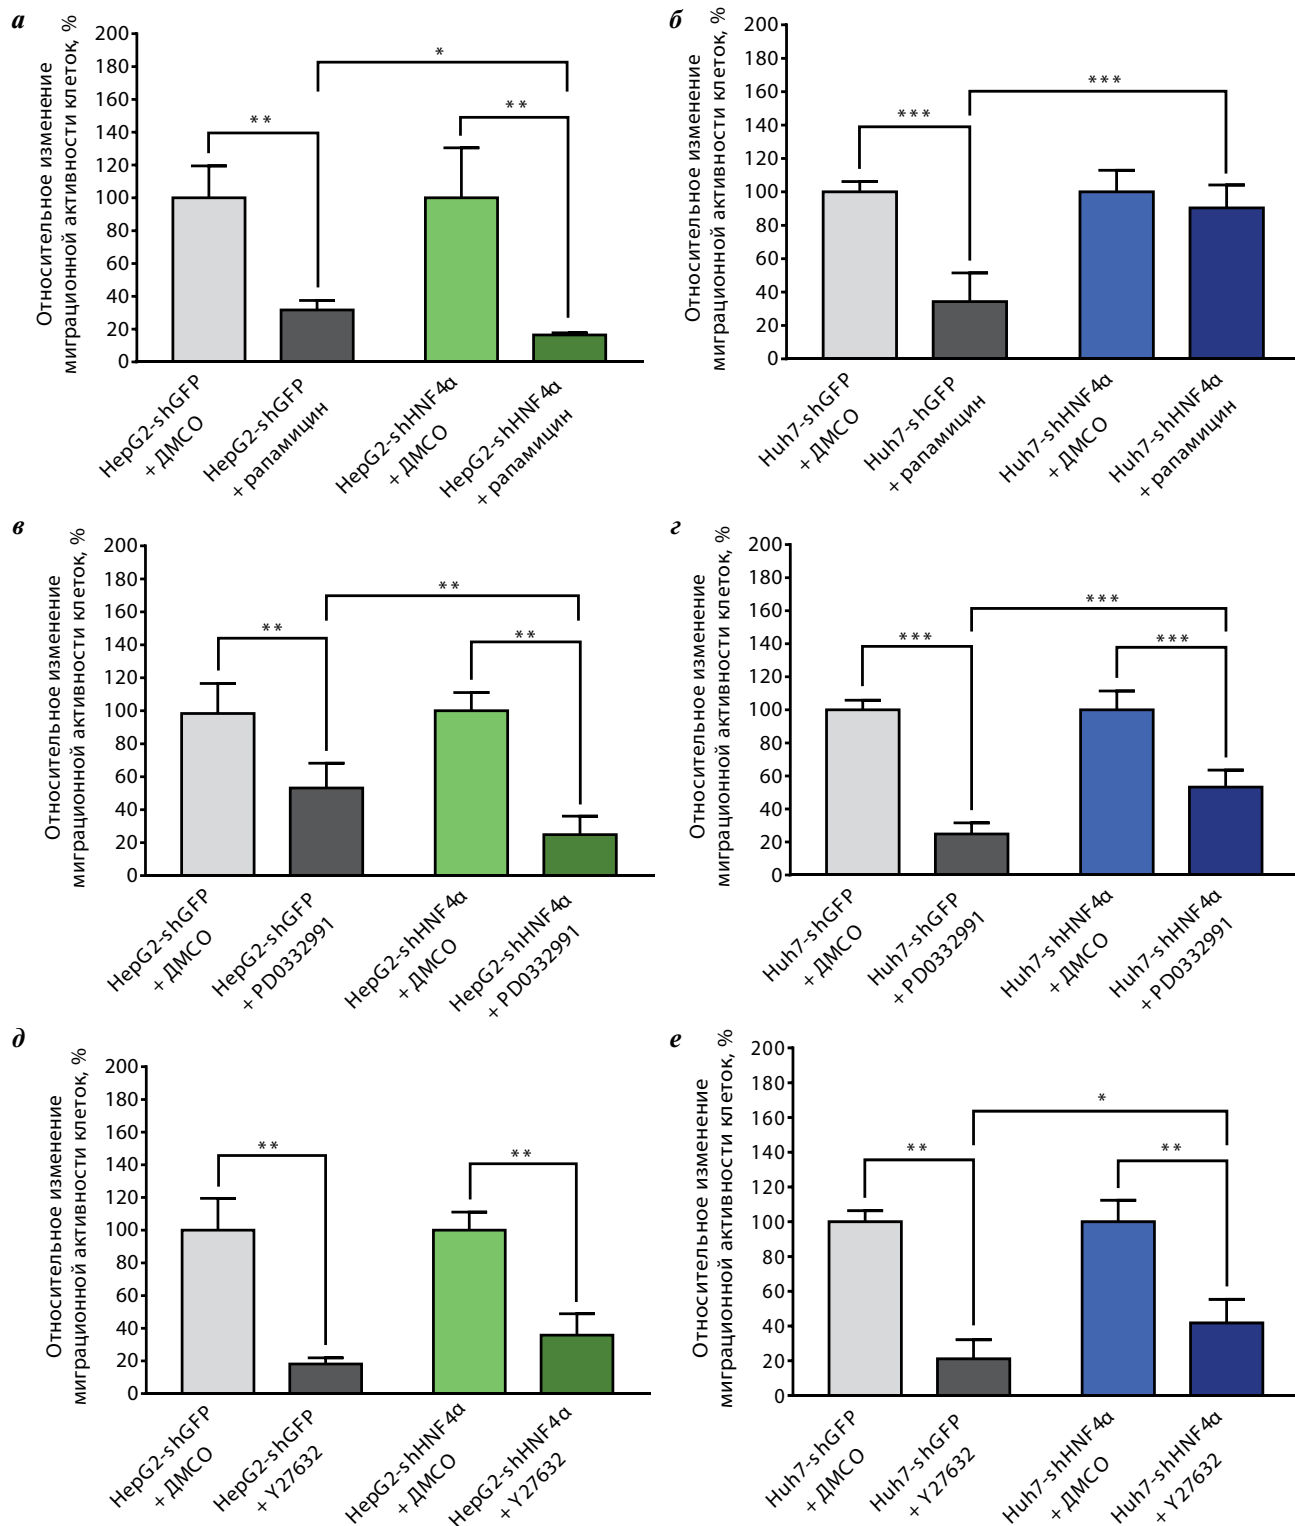 а
Относительное изменение
миграционной активности клеток, %
200
180
160
140
120
100
80
60
40
20
0
**
*
**
HepG2-shGFP
+ ДМСО
HepG2-shGFP
+ рапамицин
HepG2-shHNF4α
+ ДМСО
HepG2-shHNF4α
+ рапамицин
б
Относительное изменение
миграционной активности клеток, %
200
180
160
140
120
100
80
60
40
20
0
***
***
Huh7-shGFP
+ ДМСО
Huh7-shGFP
+ рапамицин
Huh7-shHNF4α
+ ДМСО
Huh7-shHNF4α
+ рапамицин
в
Относительное изменение
миграционной активности клеток, %
200
180
160
140
120
100
80
60
40
20
0
**
**
**
HepG2-shGFP
+ ДМСО
HepG2-shGFP
+ PD0332991
HepG2-shHNF4α
+ ДМСО
HepG2-shHNF4α
+ PD0332991
г
Относительное изменение
миграционной активности клеток, %
200
180
160
140
120
100
80
60
40
20
0
***
***
***
Huh7-shGFP
+ ДМСО
Huh7-shGFP
+ PD0332991
Huh7-shHNF4α
+ ДМСО
Huh7-shHNF4α
+ PD0332991
д
Относительное изменение
миграционной активности клеток, %
200
180
160
140
120
100
80
60
40
20
0
**
**
HepG2-shGFP
+ ДМСО
HepG2-shGFP
+ Y27632
HepG2-shHNF4α
+ ДМСО
HepG2-shHNF4α
+ Y27632
е
Относительное изменение
миграционной активности клеток, %
200
180
160
140
120
100
80
60
40
20
0
**
*
**
Huh7-shGFP
+ ДМСО
Huh7-shGFP
+ Y27632
Huh7-shHNF4α
+ ДМСО
Huh7-shHNF4α
+ Y27632